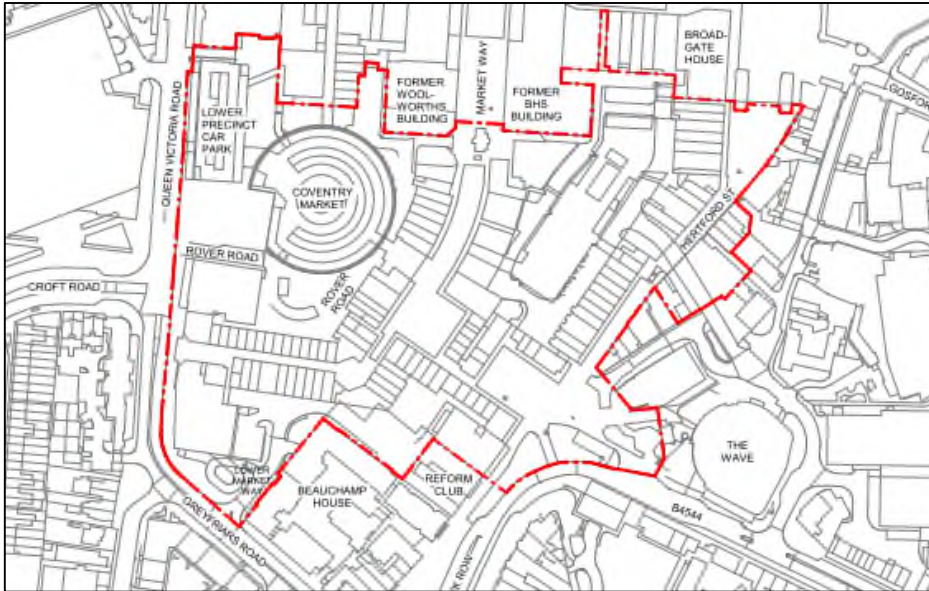 BROAD-
GATE
HOUSE
GOSFOR
FORMER
WOOL-
WORTHS
BUILDING
MARKET WAY
FORMER
BHS
BUILDING
LOWER
PRECINCT
CAR
PARK
QUEEN VICTORIA ROAD
COVENTRY
MARKET
HERTFORD ST
ROVER ROAD
ROVER
ROAD
CROFT ROAD
THE
WAVE
LOWER
MARKET
WAY
BEAUCHAMP
HOUSE
REFORM
CLUB
GREYFRIARS ROAD
B4544
K ROW